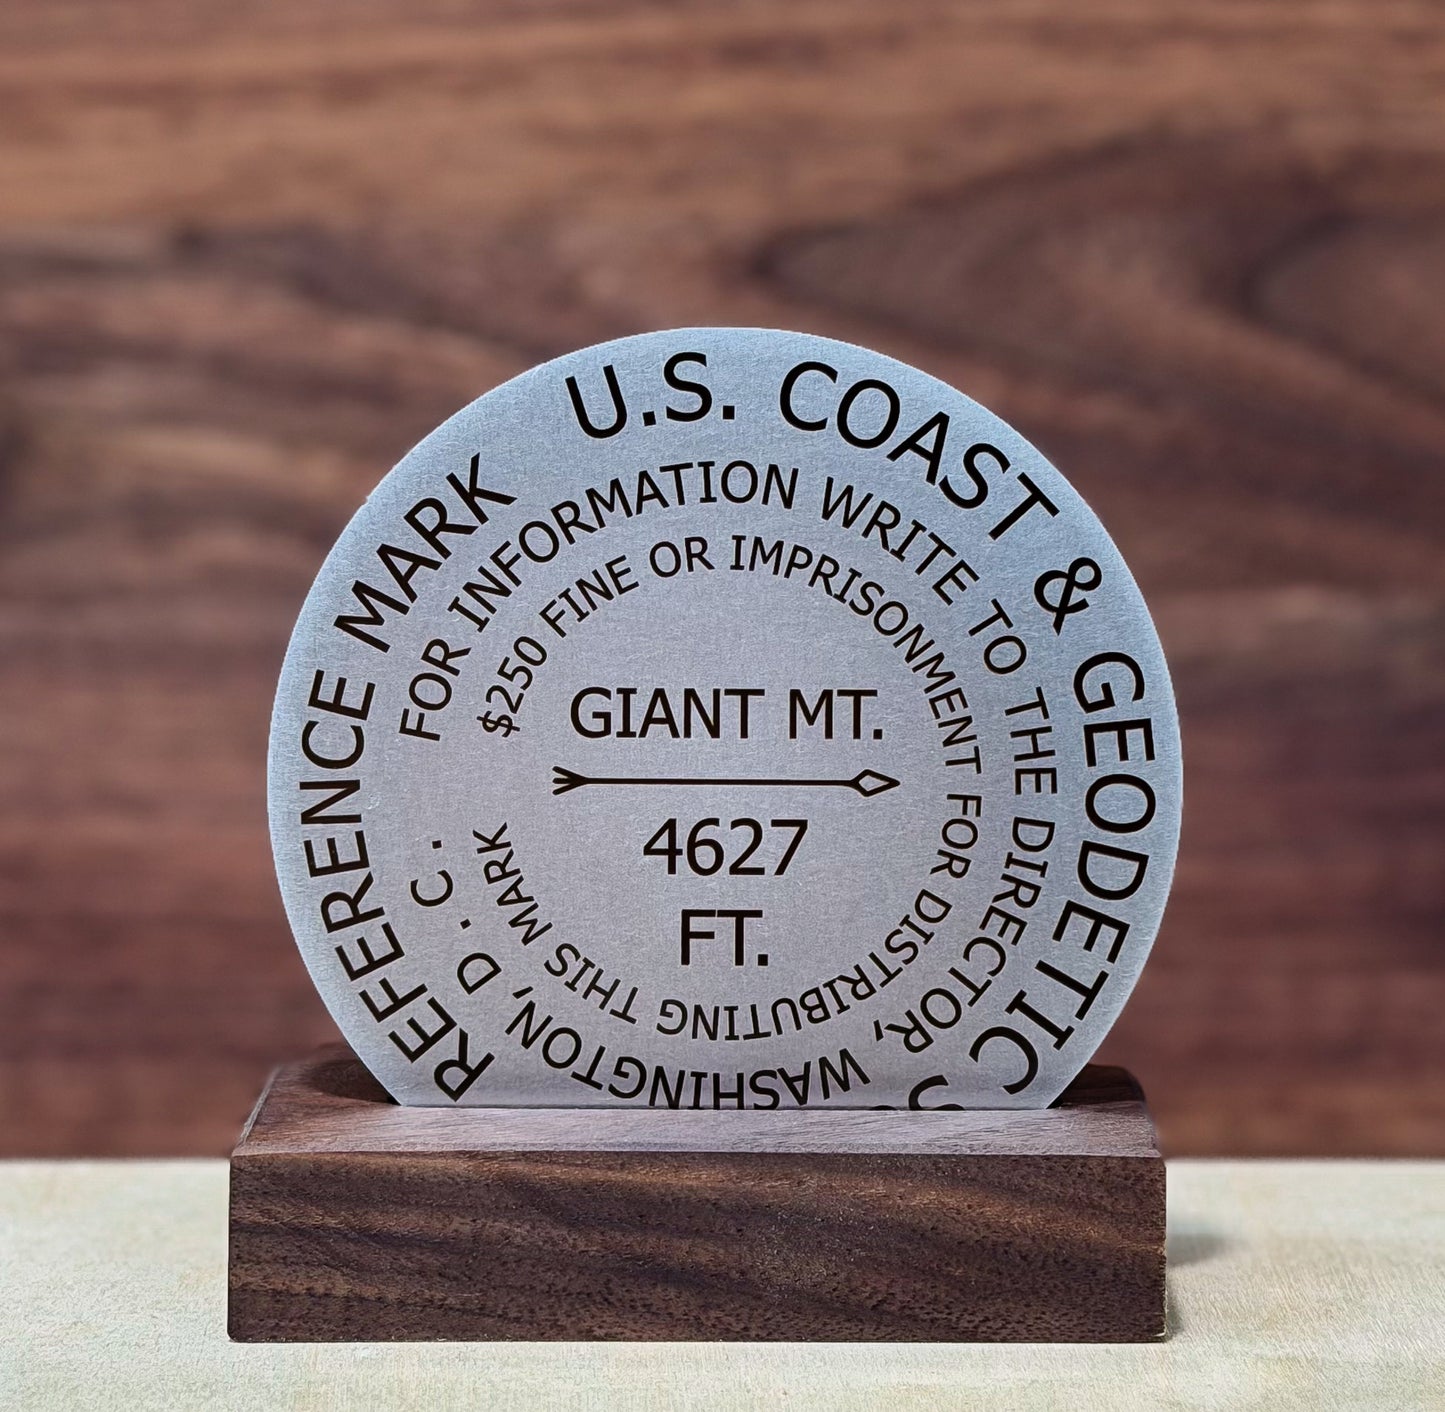 U.S. COAST & GEODETIC
REFERENCE MARK
FOR INFORMATION WRITE TO THE DIRECTOR, WASHINGTON, D.C.
$250 FINE OR IMPRISONMENT FOR DISTRIBUTING THIS MARK
GIANT MT.
4627
FT.